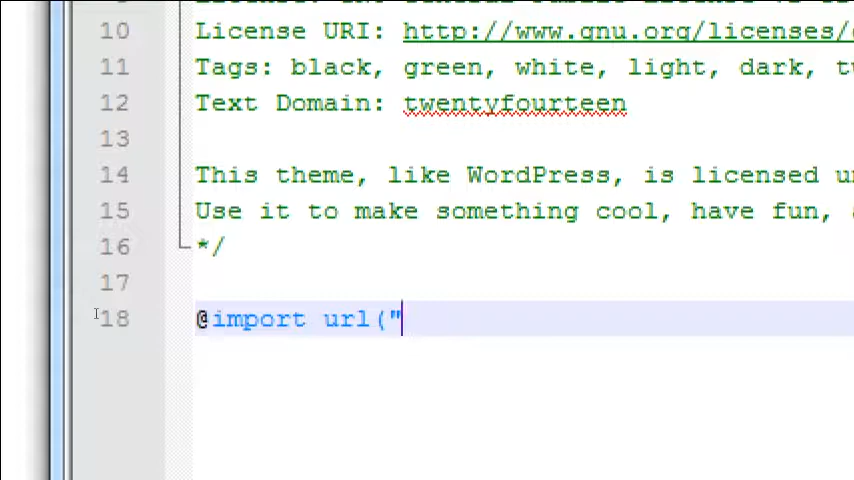 10 License URI: http://www.gnu.org/licenses/
11 Tags: black, green, white, light, dark,
12 Text Domain: twentyfourteen
13
14 This theme, like WordPress, is licensed
15 Use it to make something cool, have fun,
16 */
17
18 @import url("